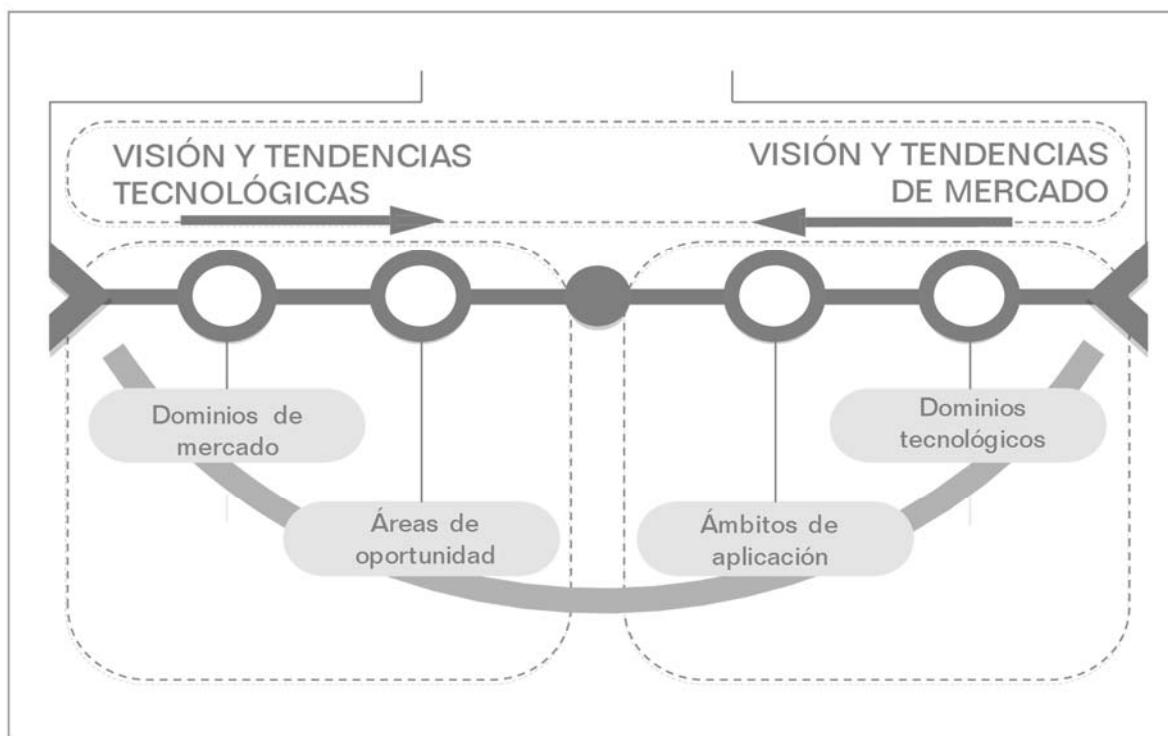 VISIÓN Y TENDENCIAS
TECNOLÓGICAS
VISIÓN Y TENDENCIAS
DE MERCADO
Dominios de
mercado
Áreas de
oportunidad
Ámbitos de
aplicación
Dominios
tecnológicos